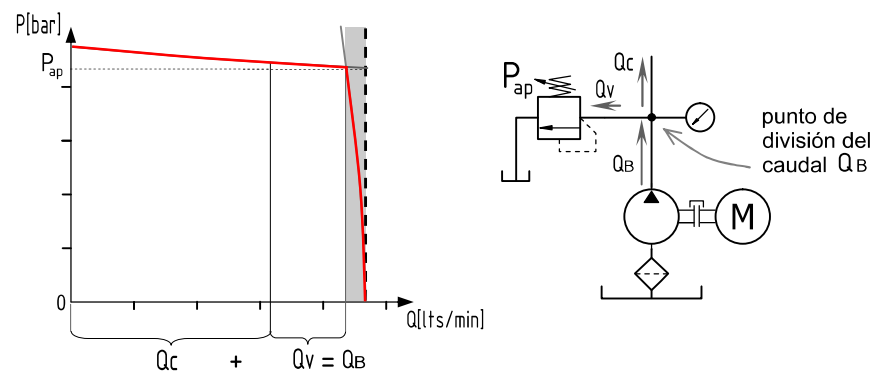 P[bar]
Pap
0
Q[lts/min]
Qc + Qv = QB
Pap
Qv
Qc
QB
M
punto de
división del
caudal QB